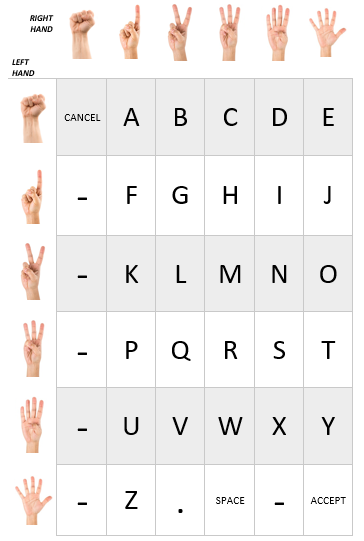 RIGHT
HAND
LEFT
HAND
CANCEL A B C D E
- F G H I J
- K L M N O
- P Q R S T
- U V W X Y
- Z . SPACE - ACCEPT